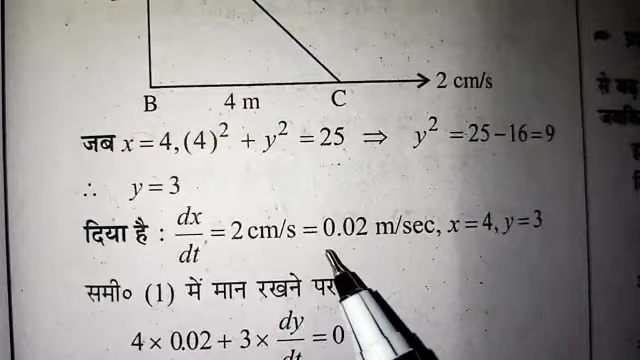 2 cm/s
B 4 m C
जब x = 4, (4)² + y² = 25 ⇒ y² = 25 − 16 = 9
∴ y = 3
दिया है : dx/dt = 2 cm/s = 0.02 m/sec, x = 4, y = 3
समी० (1) में मान रखने पर
4 × 0.02 + 3 × dy/dt = 0
से बढ़